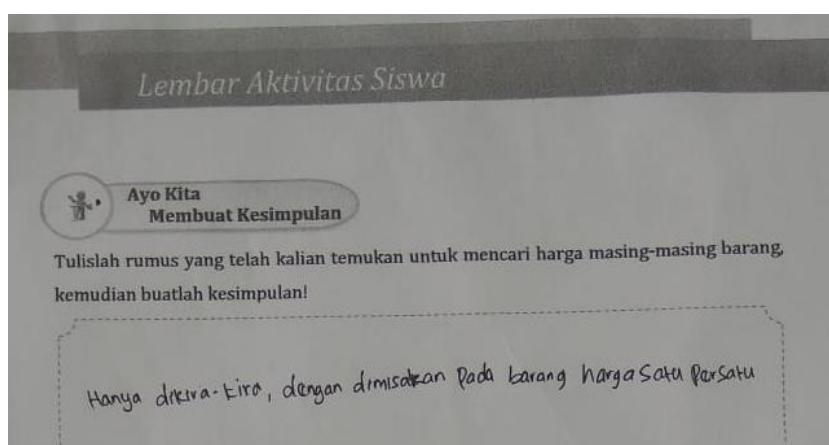 Lembar Aktivitas Siswa
Ayo Kita
Membuat Kesimpulan
Tulislah rumus yang telah kalian temukan untuk mencari harga masing-masing barang,
kemudian buatlah kesimpulan!
Hanya dikira-kira, dengan dimisalkan pada barang harga satu persatu